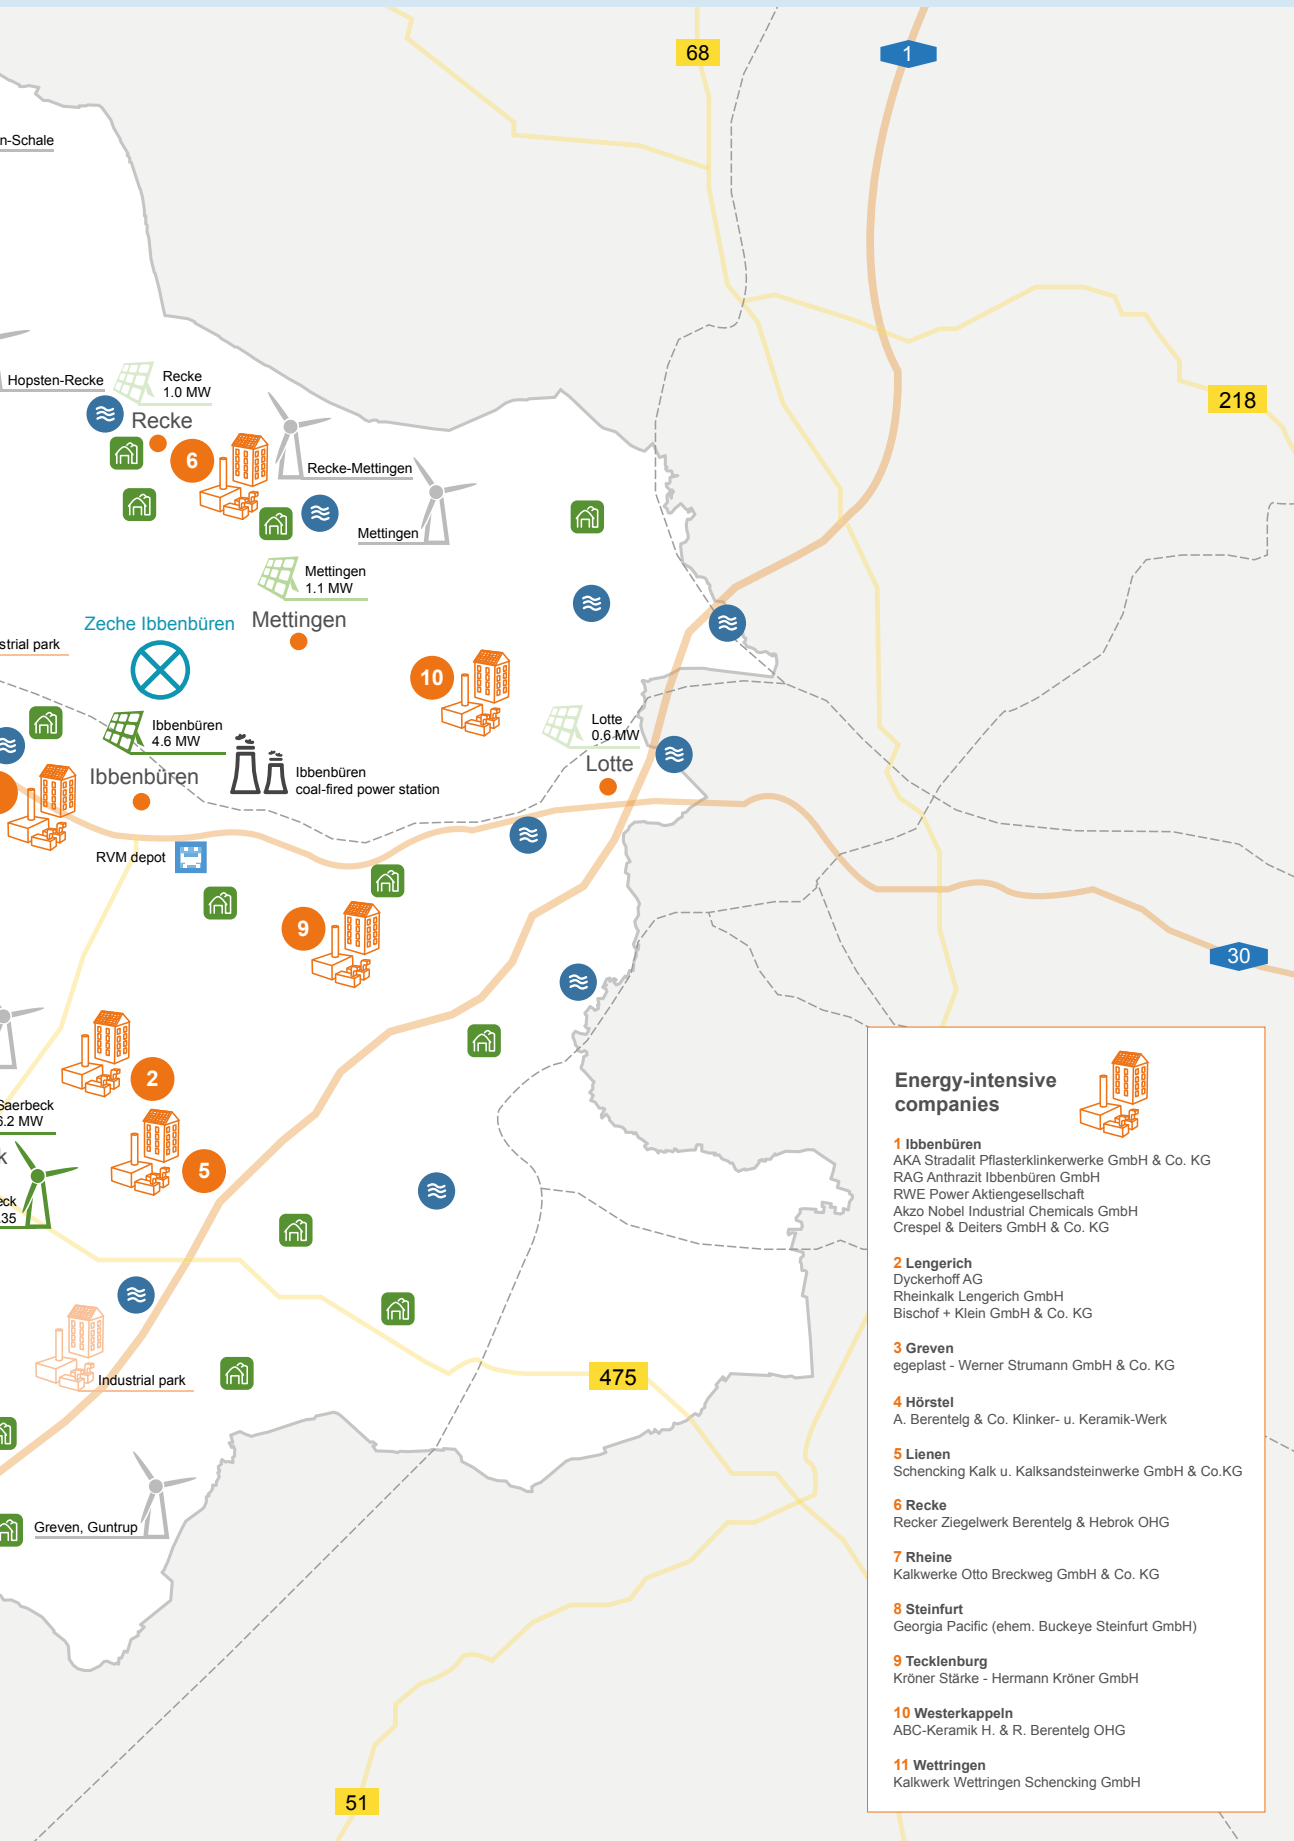 68
1
n-Schale
218
Hopsten-Recke
Recke
1.0 MW
Recke
6
Recke-Mettingen
Mettingen
Mettingen
1.1 MW
Mettingen
Zeche Ibbenbüren
strial park
10
Ibbenbüren
4.6 MW
Ibbenbüren
Ibbenbüren
coal-fired power station
Lotte
0.6 MW
Lotte
RVM depot
9
30
2
Saerbeck
6.2 MW
k
5
eck
.35
Industrial park
475
Greven, Guntrup
51
Energy-intensive
companies
1 Ibbenbüren
AKA Stradalit Pflasterklinkerwerke GmbH & Co. KG
RAG Anthrazit Ibbenbüren GmbH
RWE Power Aktiengesellschaft
Akzo Nobel Industrial Chemicals GmbH
Crespel & Deiters GmbH & Co. KG
2 Lengerich
Dyckerhoff AG
Rheinkalk Lengerich GmbH
Bischof + Klein GmbH & Co. KG
3 Greven
egeplast - Werner Strumann GmbH & Co. KG
4 Hörstel
A. Berentelg & Co. Klinker- u. Keramik-Werk
5 Lienen
Schencking Kalk u. Kalksandsteinwerke GmbH & Co.KG
6 Recke
Recker Ziegelwerk Berentelg & Hebrok OHG
7 Rheine
Kalkwerke Otto Breckweg GmbH & Co. KG
8 Steinfurt
Georgia Pacific (ehem. Buckeye Steinfurt GmbH)
9 Tecklenburg
Kröner Stärke - Hermann Kröner GmbH
10 Westerkappeln
ABC-Keramik H. & R. Berentelg OHG
11 Wettringen
Kalkwerk Wettringen Schencking GmbH